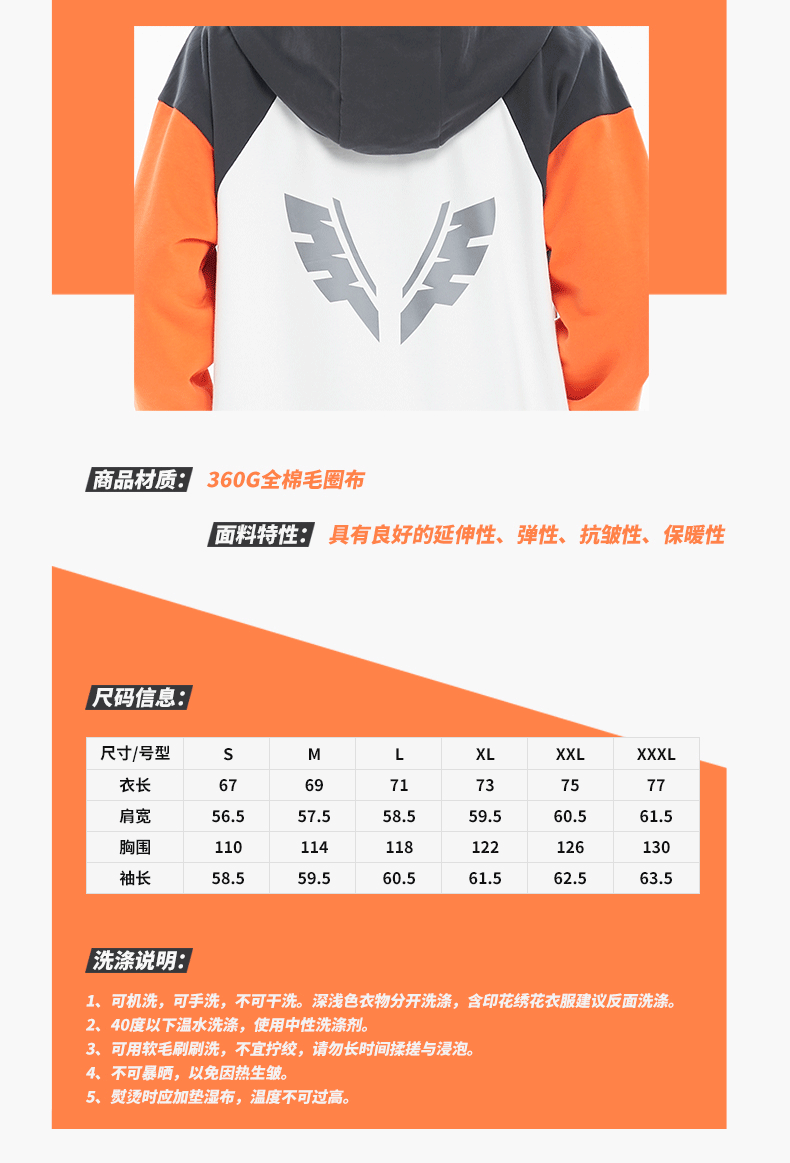 商品材质： 360G全棉毛圈布
面料特性： 具有良好的延伸性、弹性、抗皱性、保暖性
尺码信息：
尺寸/号型 S M L XL XXL XXXL
衣长 67 69 71 73 75 77
肩宽 56.5 57.5 58.5 59.5 60.5 61.5
胸围 110 114 118 122 126 130
袖长 58.5 59.5 60.5 61.5 62.5 63.5
洗涤说明：
1、可机洗，可手洗，不可干洗。深浅色衣物分开洗涤，含印花绣花衣服建议反面洗涤。
2、40度以下温水洗涤，使用中性洗涤剂。
3、可用软毛刷刷洗，不宜拧绞，请勿长时间揉搓与浸泡。
4、不可暴晒，以免因热生皱。
5、熨烫时应加垫湿布，温度不可过高。